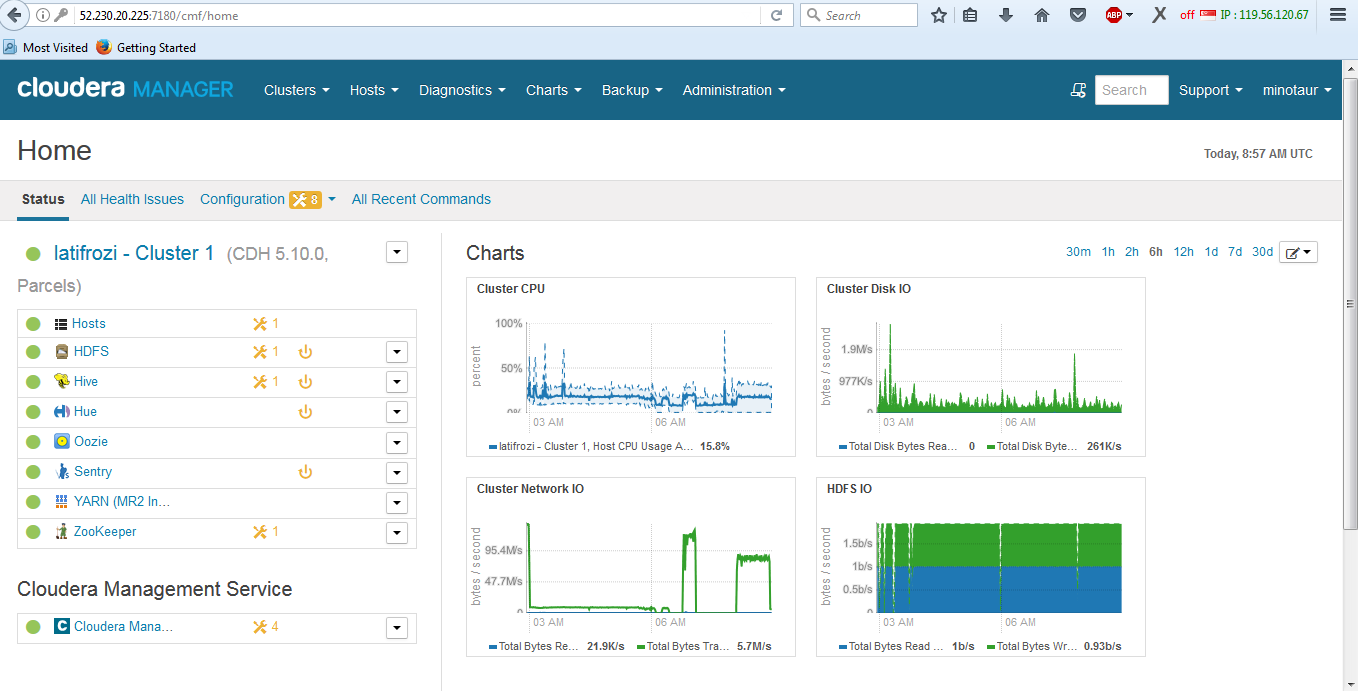 52.230.20.225:7180/cmf/home
Search
ABP
off IP : 119.56.120.67
Most Visited Getting Started
cloudera MANAGER Clusters Hosts Diagnostics Charts Backup Administration Search Support minotaur
Home
Today, 8:57 AM UTC
Status All Health Issues Configuration 8 All Recent Commands
latifrozi - Cluster 1 (CDH 5.10.0,
Parcels)
Hosts 1
HDFS 1
Hive 1
Hue
Oozie
Sentry
YARN (MR2 In...
ZooKeeper 1
Cloudera Management Service
C Cloudera Mana... 4
Charts
30m 1h 2h 6h 12h 1d 7d 30d
Cluster CPU
percent
100%
50%
0%
03 AM 06 AM
latifrozi - Cluster 1, Host CPU Usage A... 15.8%
Cluster Disk IO
bytes / second
1.9M/s
977K/s
0
03 AM 06 AM
Total Disk Bytes Rea... 0 Total Disk Byte... 261K/s
Cluster Network IO
bytes / second
95.4M/s
47.7M/s
0
03 AM 06 AM
Total Bytes Re... 21.9K/s Total Bytes Tra... 5.7M/s
HDFS IO
bytes / second
1.5b/s
1b/s
0.5b/s
0
03 AM 06 AM
Total Bytes Read ... 1b/s Total Bytes Wr... 0.93b/s